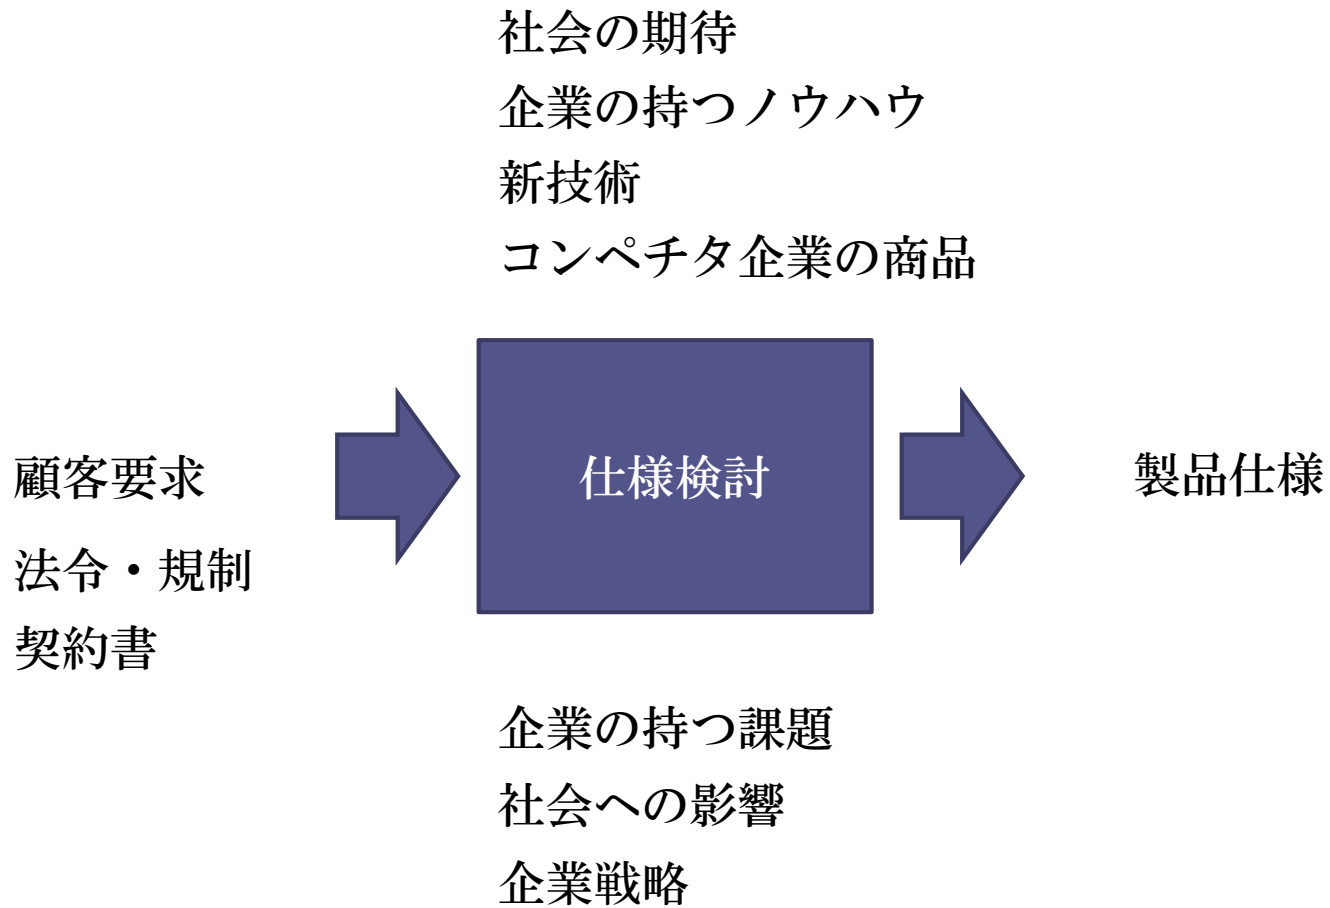 社会の期待
企業の持つノウハウ
新技術
コンペチタ企業の商品
顧客要求
法令・規制
契約書
仕様検討
製品仕様
企業の持つ課題
社会への影響
企業戦略